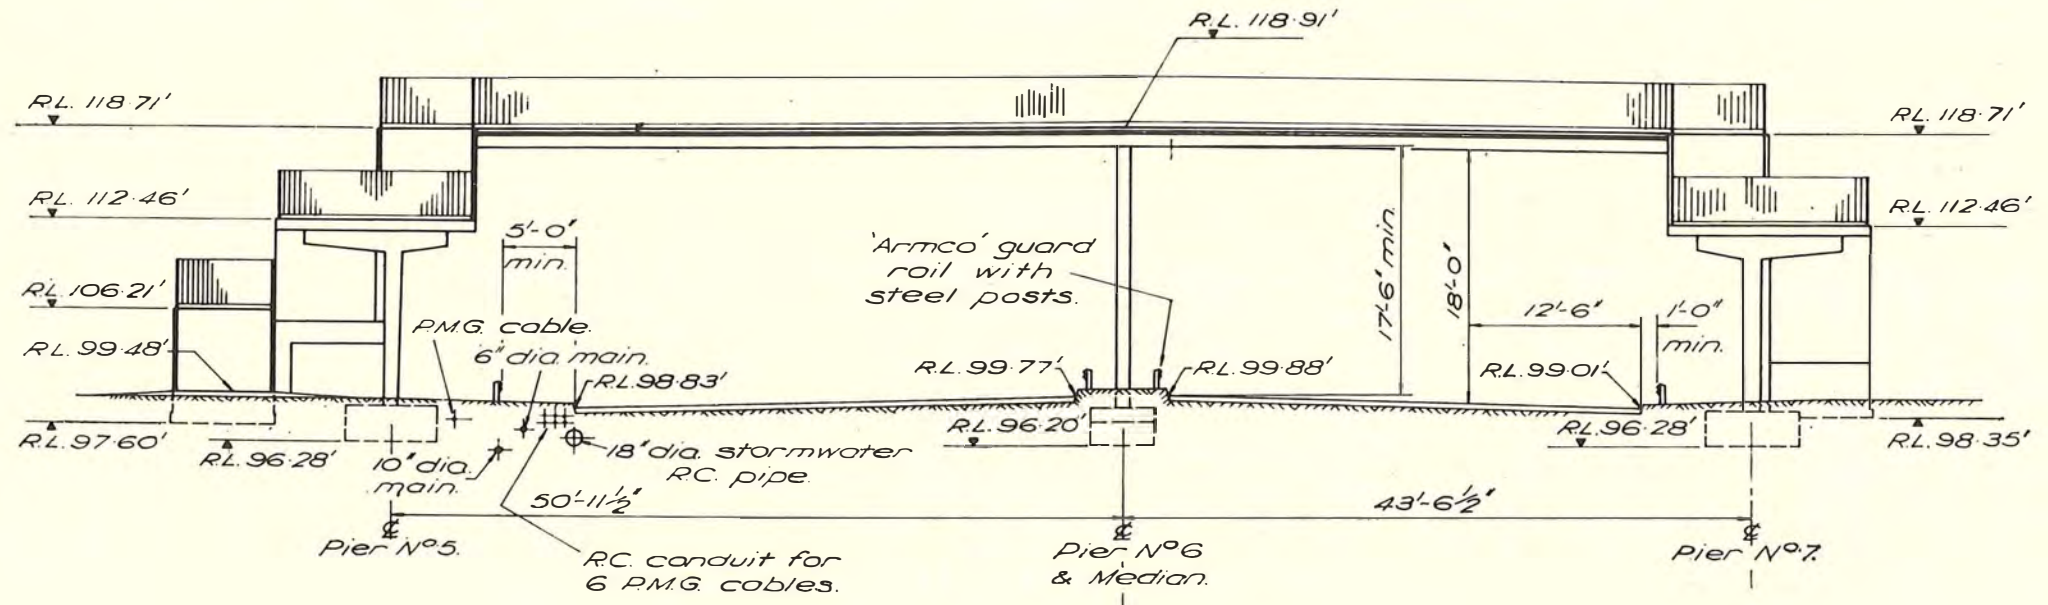 R.L. 118·91'
R.L. 118·71'
R.L. 118·71'
R.L. 112·46'
R.L. 112·46'
5'-0"
min.
'Armco' guard
rail with
steel posts.
17'-6" min.
18'-0"
R.L. 106·21'
12'-6"
1'-0"
min.
P.M.G. cable.
6" dia. main.
R.L. 99·48'
R.L. 98·83'
R.L. 99·77'
R.L. 99·88'
R.L. 99·01'
R.L. 97·60'
R.L. 96·28'
10" dia.
main.
18" dia. stormwater
R.C. pipe.
R.L. 96·20'
R.L. 96·28'
R.L. 98·35'
50'-11½"
43'-6½"
℄
Pier Nº 5.
R.C. conduit for
6 P.M.G. cables.
℄
Pier Nº 6
& Median.
℄
Pier Nº 7.